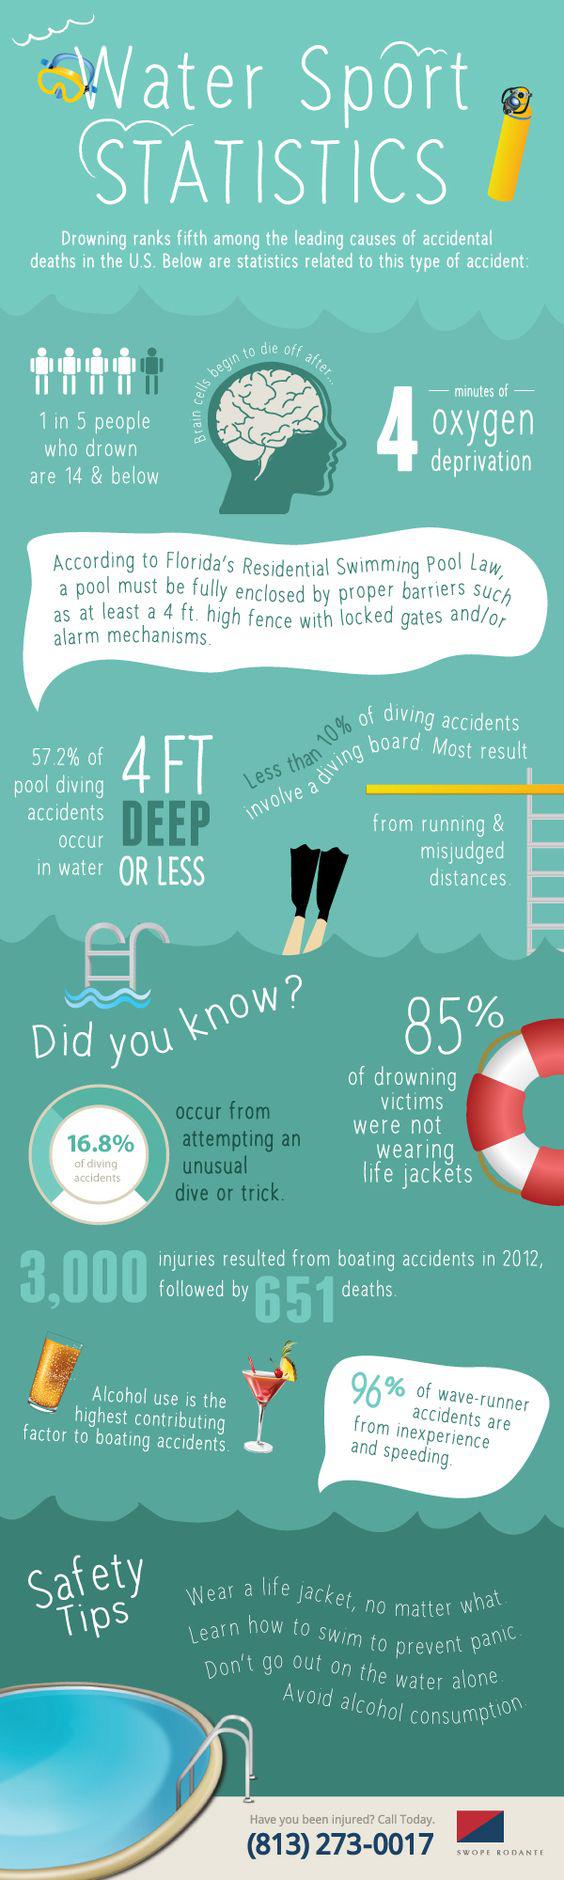 Water Sport
STATISTICS
Drowning ranks fifth among the leading causes of accidental
deaths in the U.S. Below are statistics related to this type of accident:
1 in 5 people
who drown
are 14 & below
Brain cells begin to die off after...
4 minutes of
oxygen
deprivation
According to Florida's Residential Swimming Pool Law,
a pool must be fully enclosed by proper barriers such
as at least a 4 ft. high fence with locked gates and/or
alarm mechanisms.
57.2% of
pool diving
accidents
occur
in water
4 FT
DEEP
OR LESS
Less than 10% of diving accidents
involve a diving board. Most result
from running &
misjudged
distances.
Did you know?
16.8%
of diving
accidents
occur from
attempting an
unusual
dive or trick.
85%
of drowning
victims
were not
wearing
life jackets
3,000 injuries resulted from boating accidents in 2012,
followed by 651 deaths.
Alcohol use is the
highest contributing
factor to boating accidents.
96% of wave-runner
accidents are
from inexperience
and speeding.
Safety
Tips
Wear a life jacket, no matter what.
Learn how to swim to prevent panic.
Don't go out on the water alone.
Avoid alcohol consumption.
Have you been injured? Call Today.
(813) 273-0017
SWOPE RODANTE